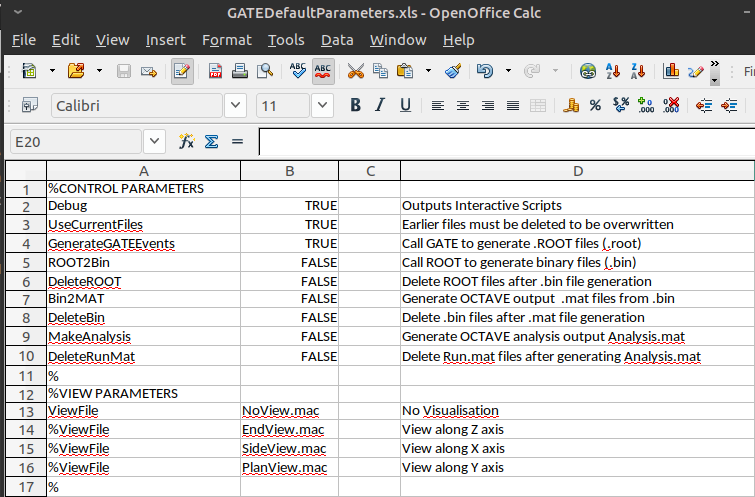 GATEDefaultParameters.xls - OpenOffice Calc
File Edit View Insert Format Tools Data Window Help
Calibri 11 B I U
E20
A B C D
1 %CONTROL PARAMETERS
2 Debug TRUE Outputs Interactive Scripts
3 UseCurrentFiles TRUE Earlier files must be deleted to be overwritten
4 GenerateGATEEvents TRUE Call GATE to generate .ROOT files (.root)
5 ROOT2Bin FALSE Call ROOT to generate binary files (.bin)
6 DeleteROOT FALSE Delete ROOT files after .bin file generation
7 Bin2MAT FALSE Generate OCTAVE output .mat files from .bin
8 DeleteBin FALSE Delete .bin files after .mat file generation
9 MakeAnalysis FALSE Generate OCTAVE analysis output Analysis.mat
10 DeleteRunMat FALSE Delete Run.mat files after generating Analysis.mat
11 %
12 %VIEW PARAMETERS
13 ViewFile NoView.mac No Visualisation
14 %ViewFile EndView.mac View along Z axis
15 %ViewFile SideView.mac View along X axis
16 %ViewFile PlanView.mac View along Y axis
17 %